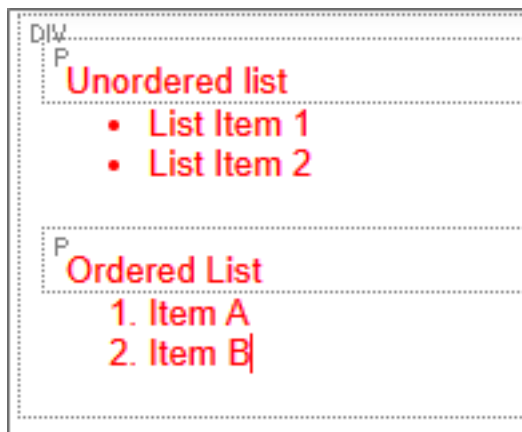 DIV
P
Unordered list
• List Item 1
• List Item 2
P
Ordered List
1. Item A
2. Item B